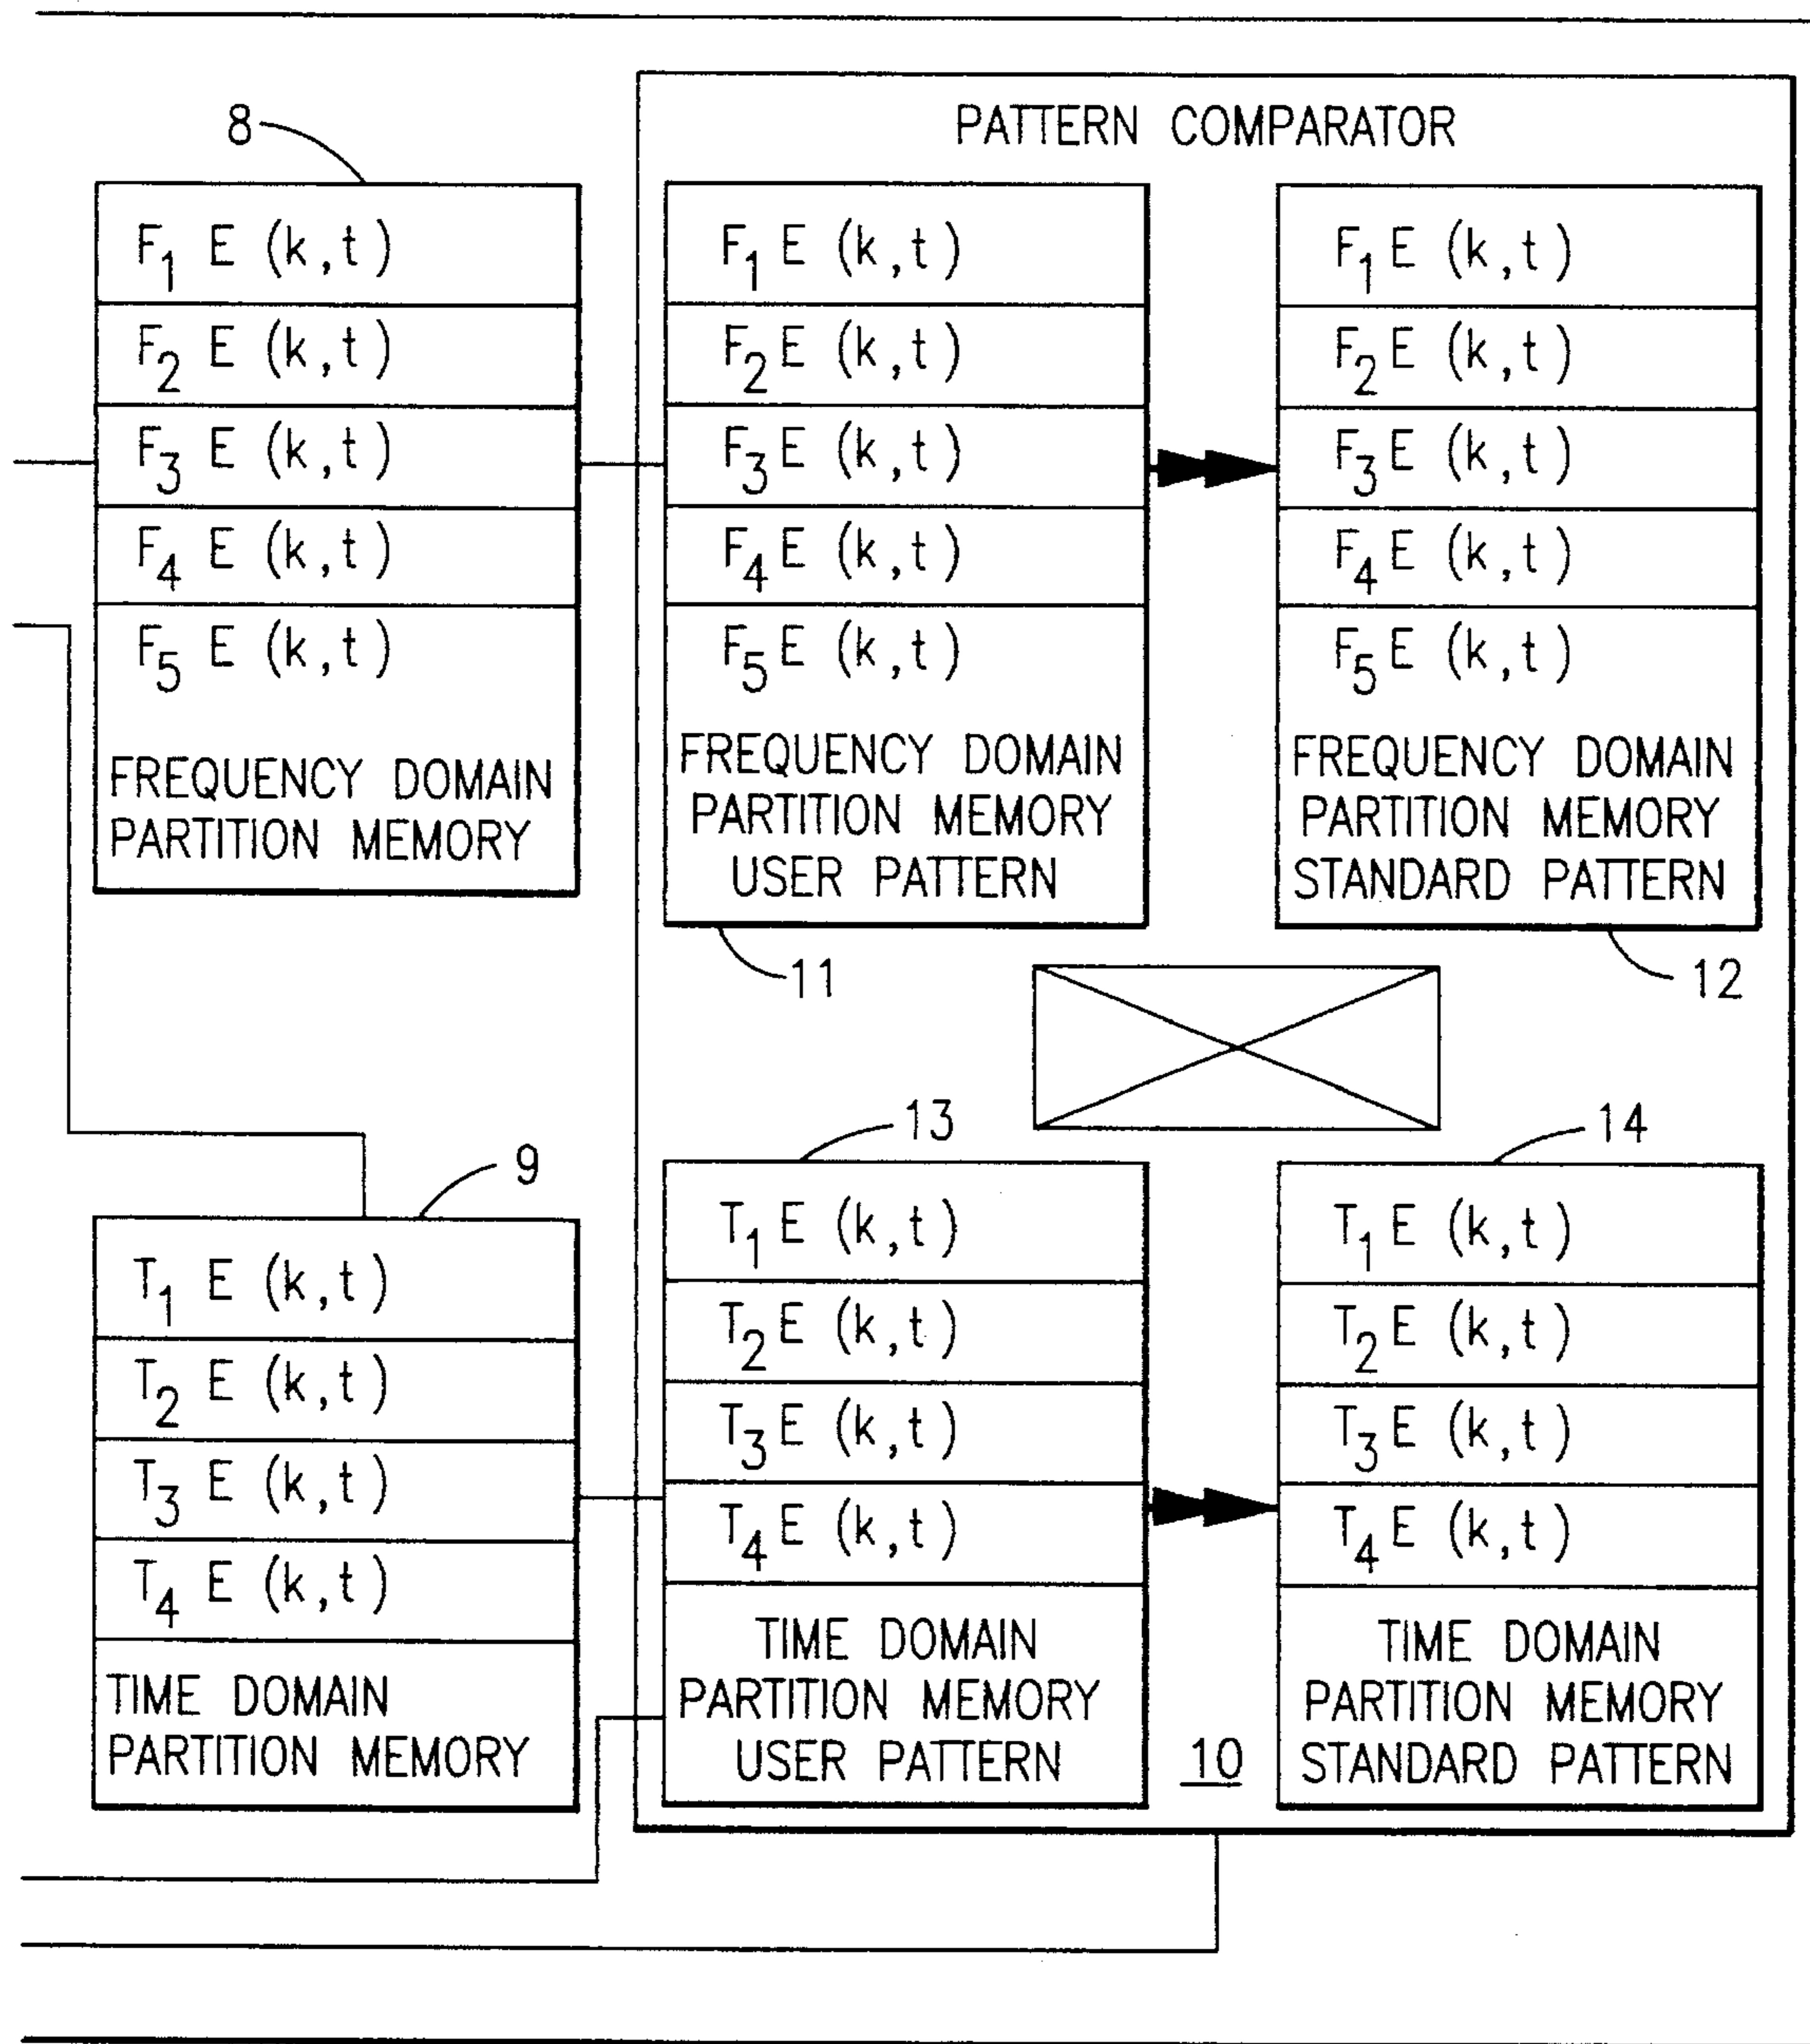 PATTERN COMPARATOR
8
F1 E (k,t)
F2 E (k,t)
F3 E (k,t)
F4 E (k,t)
F5 E (k,t)
FREQUENCY DOMAIN
PARTITION MEMORY
F1 E (k,t)
F2 E (k,t)
F3 E (k,t)
F4 E (k,t)
F5 E (k,t)
FREQUENCY DOMAIN
PARTITION MEMORY
USER PATTERN
11
F1 E (k,t)
F2 E (k,t)
F3 E (k,t)
F4 E (k,t)
F5 E (k,t)
FREQUENCY DOMAIN
PARTITION MEMORY
STANDARD PATTERN
12
9
T1 E (k,t)
T2 E (k,t)
T3 E (k,t)
T4 E (k,t)
TIME DOMAIN
PARTITION MEMORY
13
T1 E (k,t)
T2 E (k,t)
T3 E (k,t)
T4 E (k,t)
TIME DOMAIN
PARTITION MEMORY
USER PATTERN
10
14
T1 E (k,t)
T2 E (k,t)
T3 E (k,t)
T4 E (k,t)
TIME DOMAIN
PARTITION MEMORY
STANDARD PATTERN